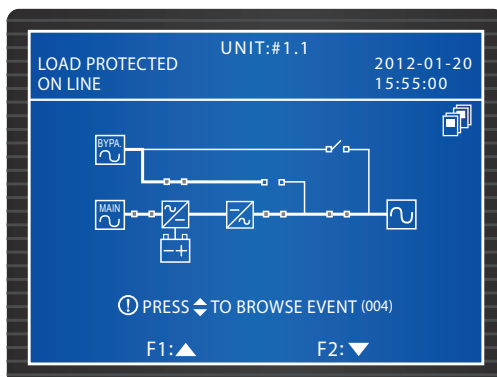 UNIT:#1.1
LOAD PROTECTED
ON LINE
2012-01-20
15:55:00
BYPA.
MAIN
PRESS TO BROWSE EVENT (004)
F1: F2: